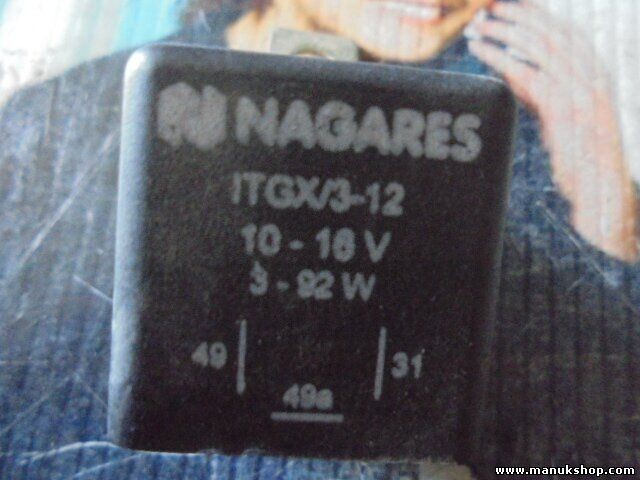 NAGARES
ITGX/3-12
10 - 16 V
3 - 92 W
49
31
49a
www.manukshop.com